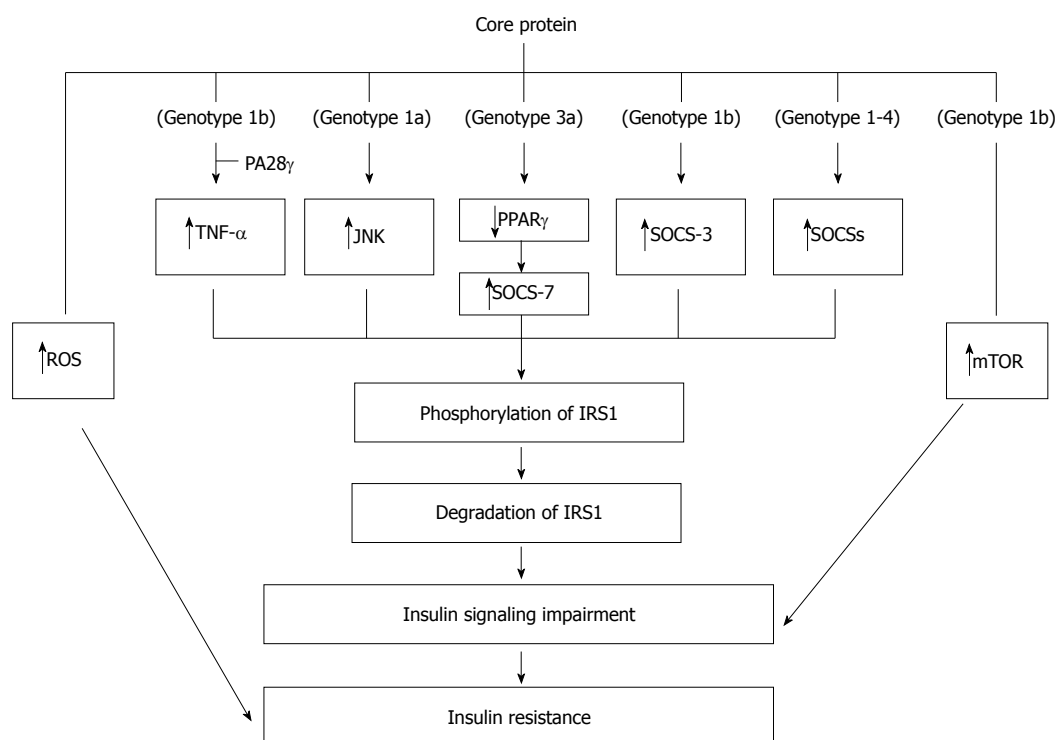 Core protein
(Genotype 1b) (Genotype 1a) (Genotype 3a) (Genotype 1b) (Genotype 1-4) (Genotype 1b)
PA28γ
↑TNF-α ↑JNK ↓PPARγ ↑SOCS-3 ↑SOCSs
↑SOCS-7
↑ROS ↑mTOR
Phosphorylation of IRS1
Degradation of IRS1
Insulin signaling impairment
Insulin resistance